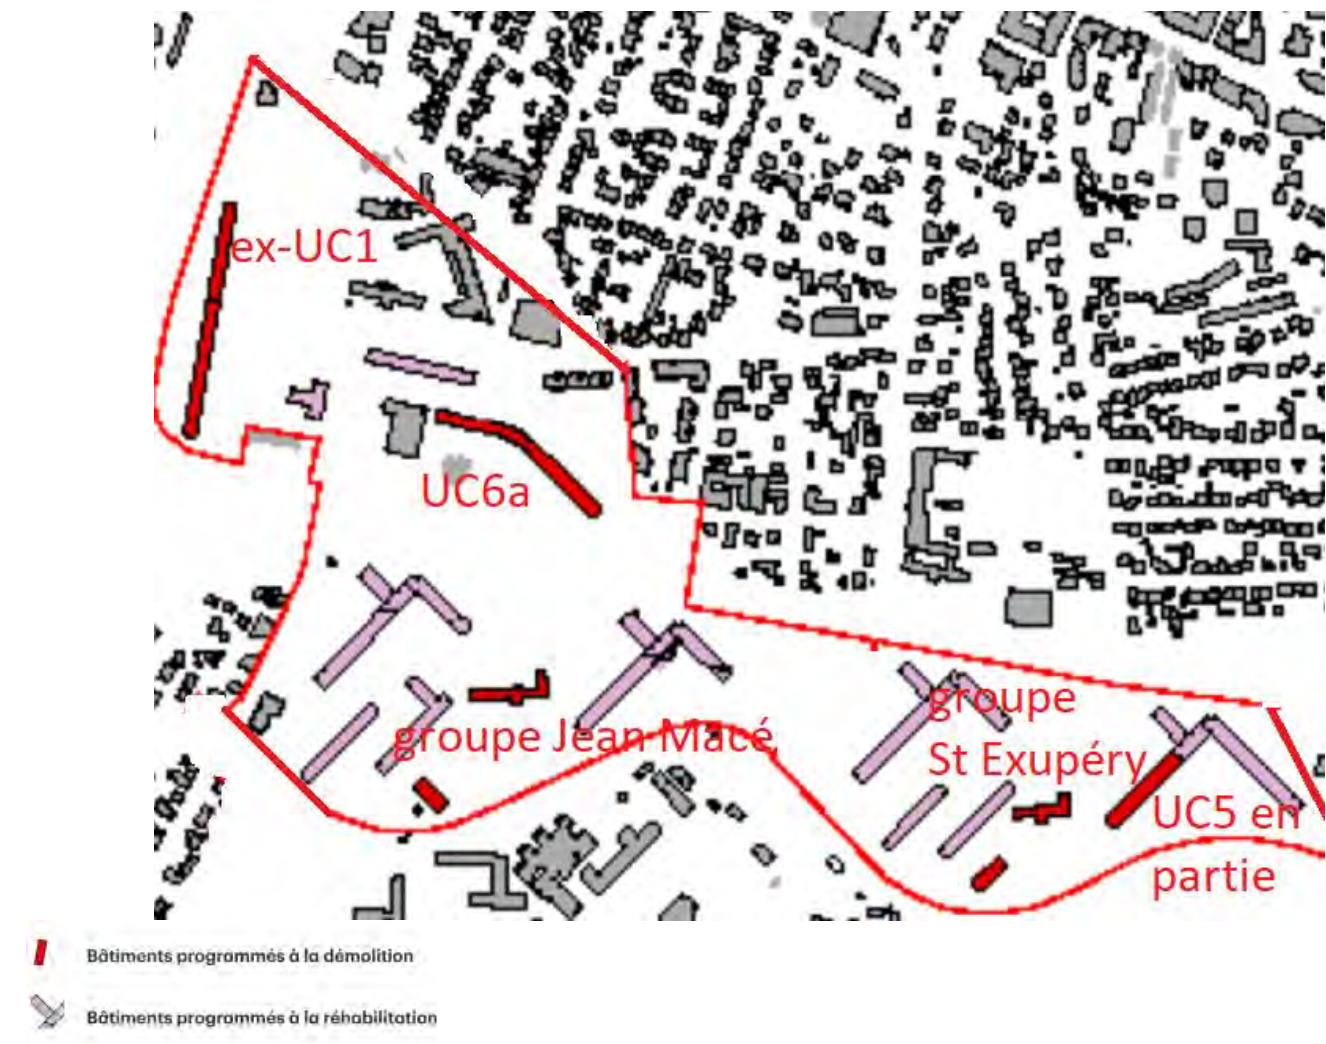 ex-UC1
UC6a
groupe Jean Macé
groupe
St Exupéry
UC5 en
partie
Bâtiments programmés à la démolition
Bâtiments programmés à la réhabilitation